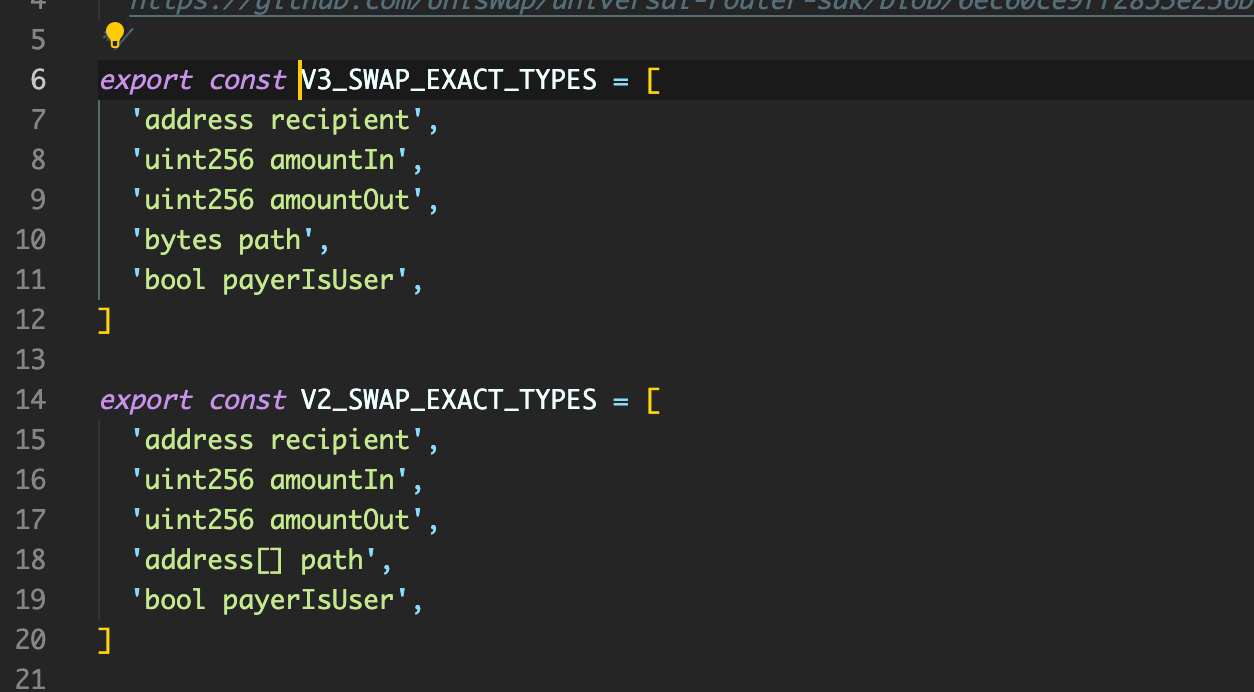 4 https://github.com/Uniswap/universal-router-sdk/blob/
5 */
6 export const V3_SWAP_EXACT_TYPES = [
7 'address recipient',
8 'uint256 amountIn',
9 'uint256 amountOut',
10 'bytes path',
11 'bool payerIsUser',
12 ]
13
14 export const V2_SWAP_EXACT_TYPES = [
15 'address recipient',
16 'uint256 amountIn',
17 'uint256 amountOut',
18 'address[] path',
19 'bool payerIsUser',
20 ]
21